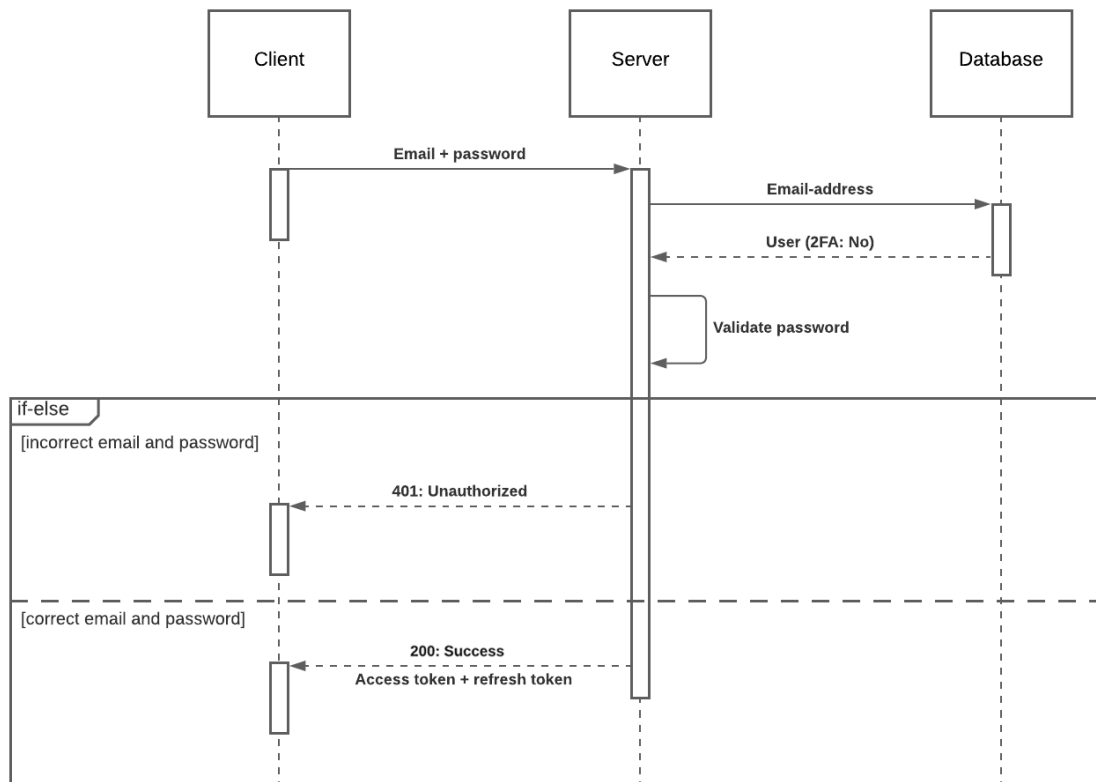 Client
Server
Database
Email + password
Email-address
User (2FA: No)
Validate password
if-else
[incorrect email and password]
401: Unauthorized
[correct email and password]
200: Success
Access token + refresh token